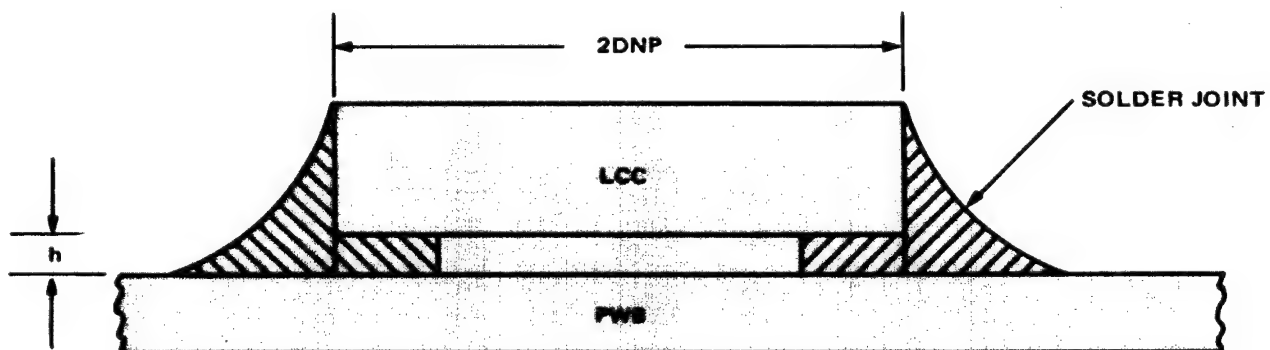 2DNP
SOLDER JOINT
LCC
h
PWB